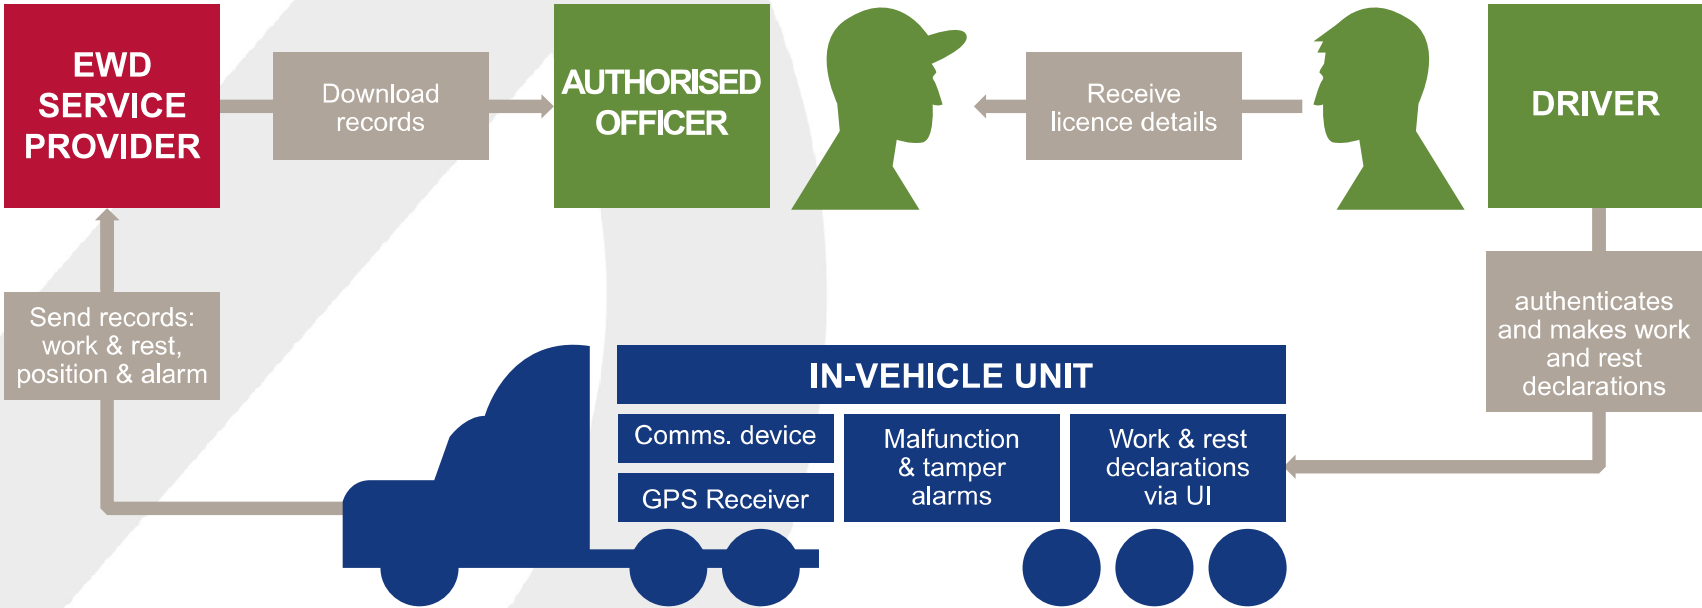 EWD
SERVICE
PROVIDER
Download
records
AUTHORISED
OFFICER
Receive
licence details
DRIVER
Send records:
work & rest,
position & alarm
authenticates
and makes work
and rest
declarations
IN-VEHICLE UNIT
Comms. device
GPS Receiver
Malfunction
& tamper
alarms
Work & rest
declarations
via UI